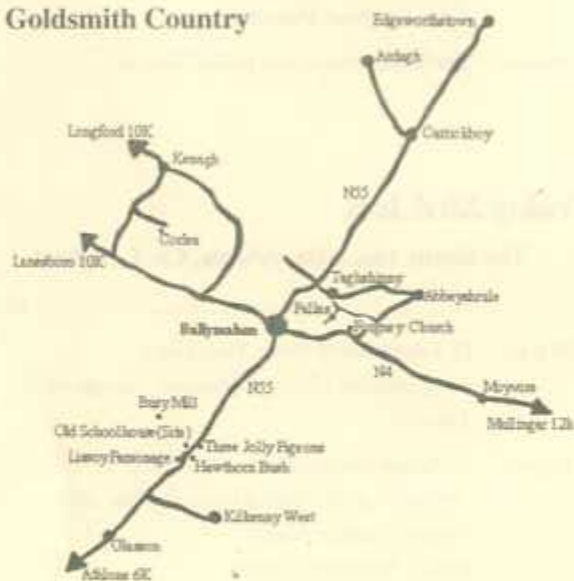 Goldsmith Country
Edgeworthstown
Ardagh
Carrickboy
Longford 10K
Kenagh
N55
Corlea
Lanesboro 10K
Taghshinny
Pallas
Abbeyshrule
Ballymahon
Forgney Church
N4
N55
Moyvore
Mullingar 12k
Bury Mill
Old Schoolhouse (Site)
Three Jolly Pigeons
Lissoy Parsonage
Hawthorn Bush
Kilkenny West
Glasson
Athlone 6K